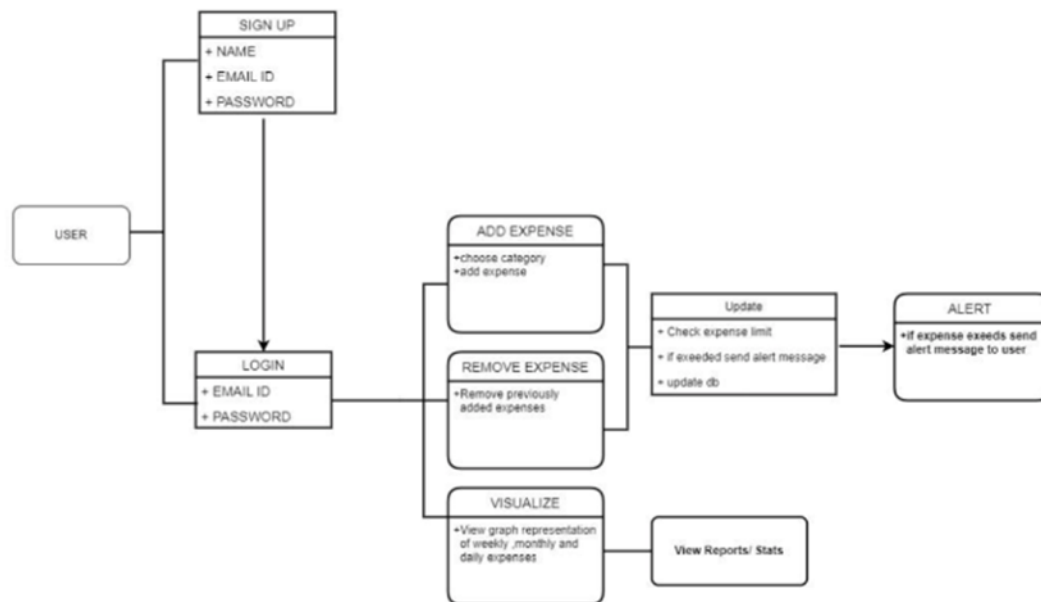 SIGN UP
+ NAME
+ EMAIL ID
+ PASSWORD
USER
LOGIN
+ EMAIL ID
+ PASSWORD
ADD EXPENSE
+choose category
+add expense
REMOVE EXPENSE
+Remove previously
added expenses
VISUALIZE
+View graph representation
of weekly ,monthly and
daily expenses
Update
+ Check expense limit
+ if exeeded send alert message
+ update db
ALERT
+if expense exeeds send
alert message to user
View Reports/ Stats